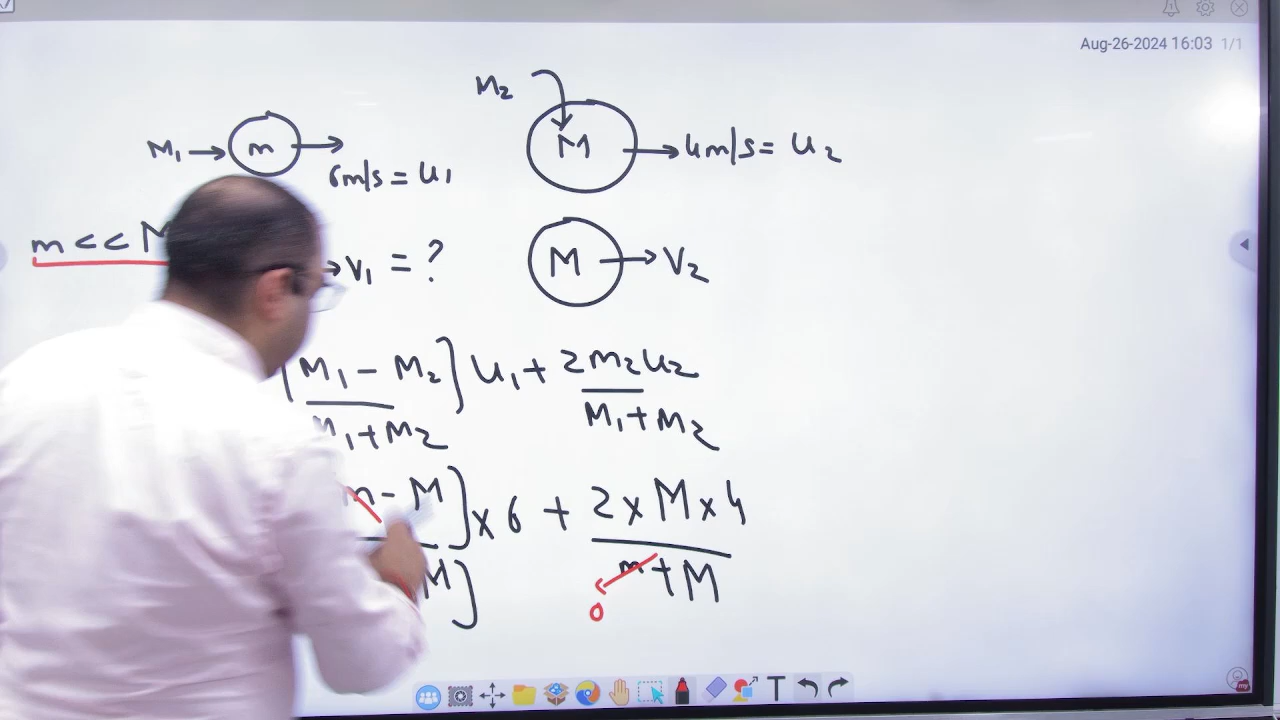 Aug-26-2024 16:03 1/1
M₂
M₁ → m →
M → 4m/s = u₂
6m/s = u₁
m << M
→ v₁ = ?
M → V₂
[M₁ - M₂] u₁ + 2M₂u₂
M₁+M₂ M₁+M₂
m - M] × 6 + 2 × M × 4
M] m + M
0
T